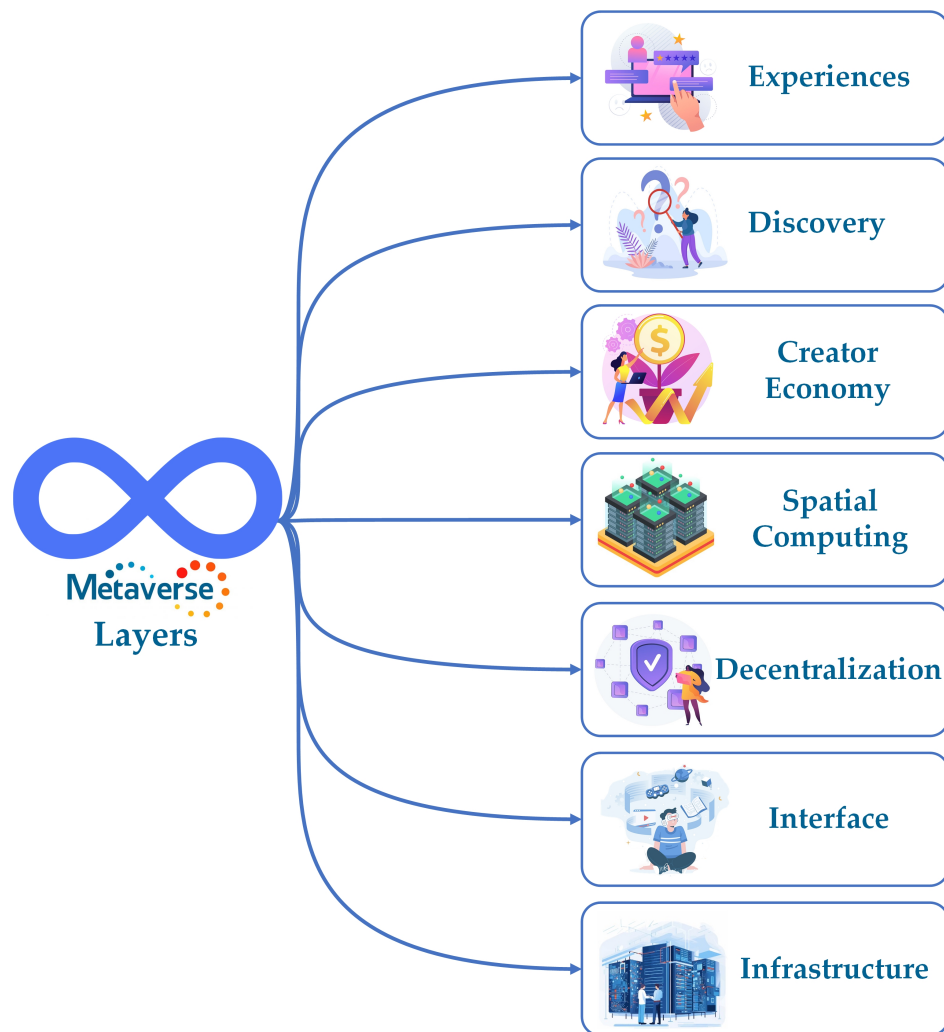 Experiences
Discovery
Creator
Economy
Spatial
Computing
Metaverse
Layers
Decentralization
Interface
Infrastructure